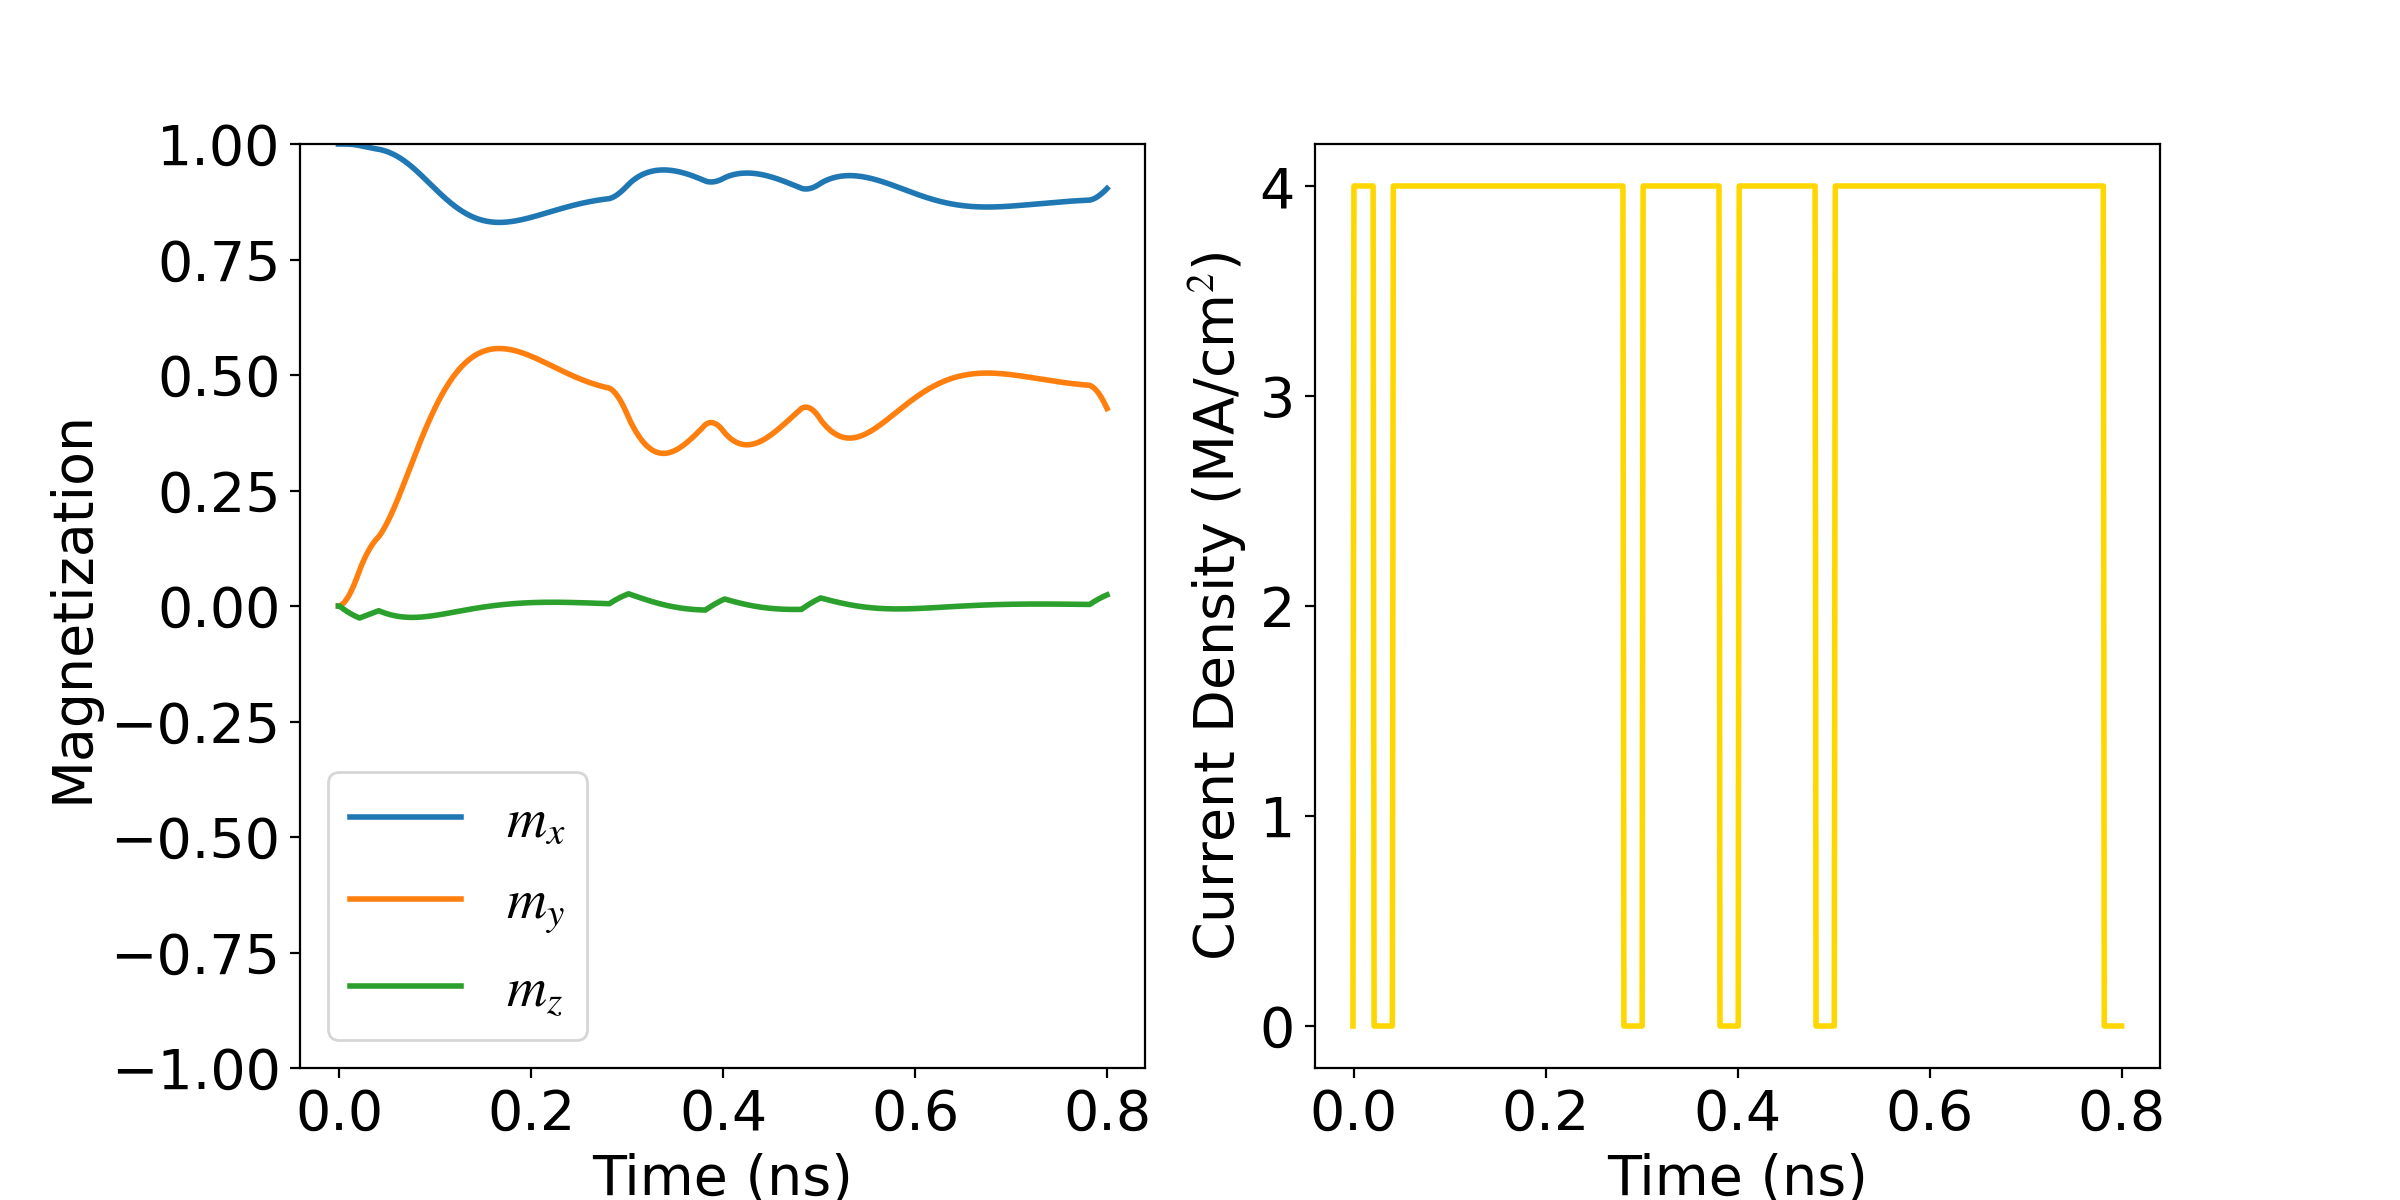 Magnetization
1.00
0.75
0.50
0.25
0.00
−0.25
−0.50
−0.75
−1.00
m_x
m_y
m_z
0.0 0.2 0.4 0.6 0.8
Time (ns)
Current Density (MA/cm²)
4
3
2
1
0
0.0 0.2 0.4 0.6 0.8
Time (ns)